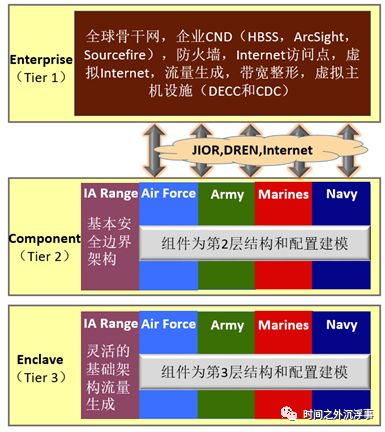 Enterprise
（Tier 1）
全球骨干网，企业CND（HBSS，
ArcSight，
Sourcefire），防火墙，Internet访问点，虚
拟Internet，流量生成，带宽整形，虚拟主
机设施（DECC和CDC）
JIOR,DREN,Internet
Component
（Tier 2）
IA Range
Air Force
Army
Marines
Navy
基本安
全边界
架构
组件为第2层结构和配置建模
Enclave
（Tier 3）
IA Range
Air Force
Army
Marines
Navy
灵活的
基础架
构流量
生成
组件为第3层结构和配置建模
时间之外沉浮事